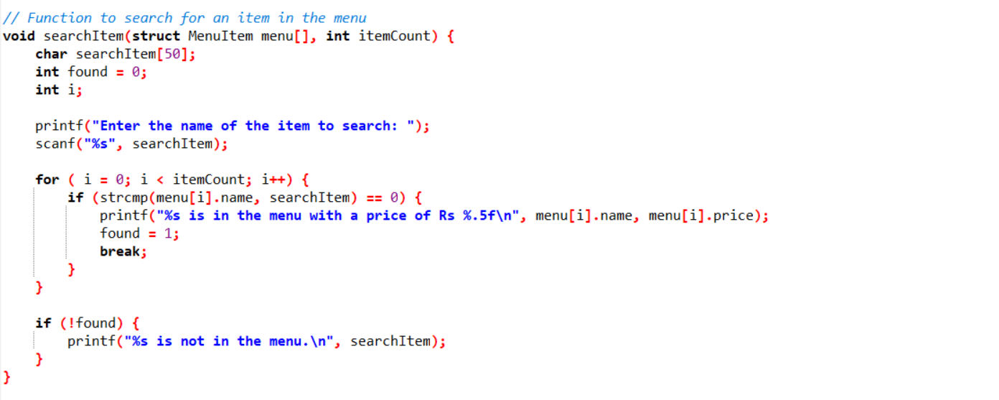 // Function to search for an item in the menu
void searchItem(struct MenuItem menu[], int itemCount) {
    char searchItem[50];
    int found = 0;
    int i;

    printf("Enter the name of the item to search: ");
    scanf("%s", searchItem);

    for ( i = 0; i < itemCount; i++) {
        if (strcmp(menu[i].name, searchItem) == 0) {
            printf("%s is in the menu with a price of Rs %.5f\n", menu[i].name, menu[i].price);
            found = 1;
            break;
        }
    }

    if (!found) {
        printf("%s is not in the menu.\n", searchItem);
    }
}